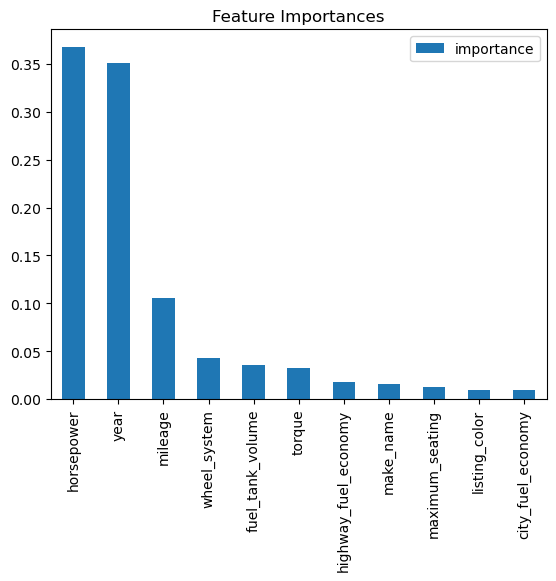 Feature Importances
importance
0.35
0.30
0.25
0.20
0.15
0.10
0.05
0.00
horsepower
year
mileage
wheel_system
fuel_tank_volume
torque
highway_fuel_economy
make_name
maximum_seating
listing_color
city_fuel_economy